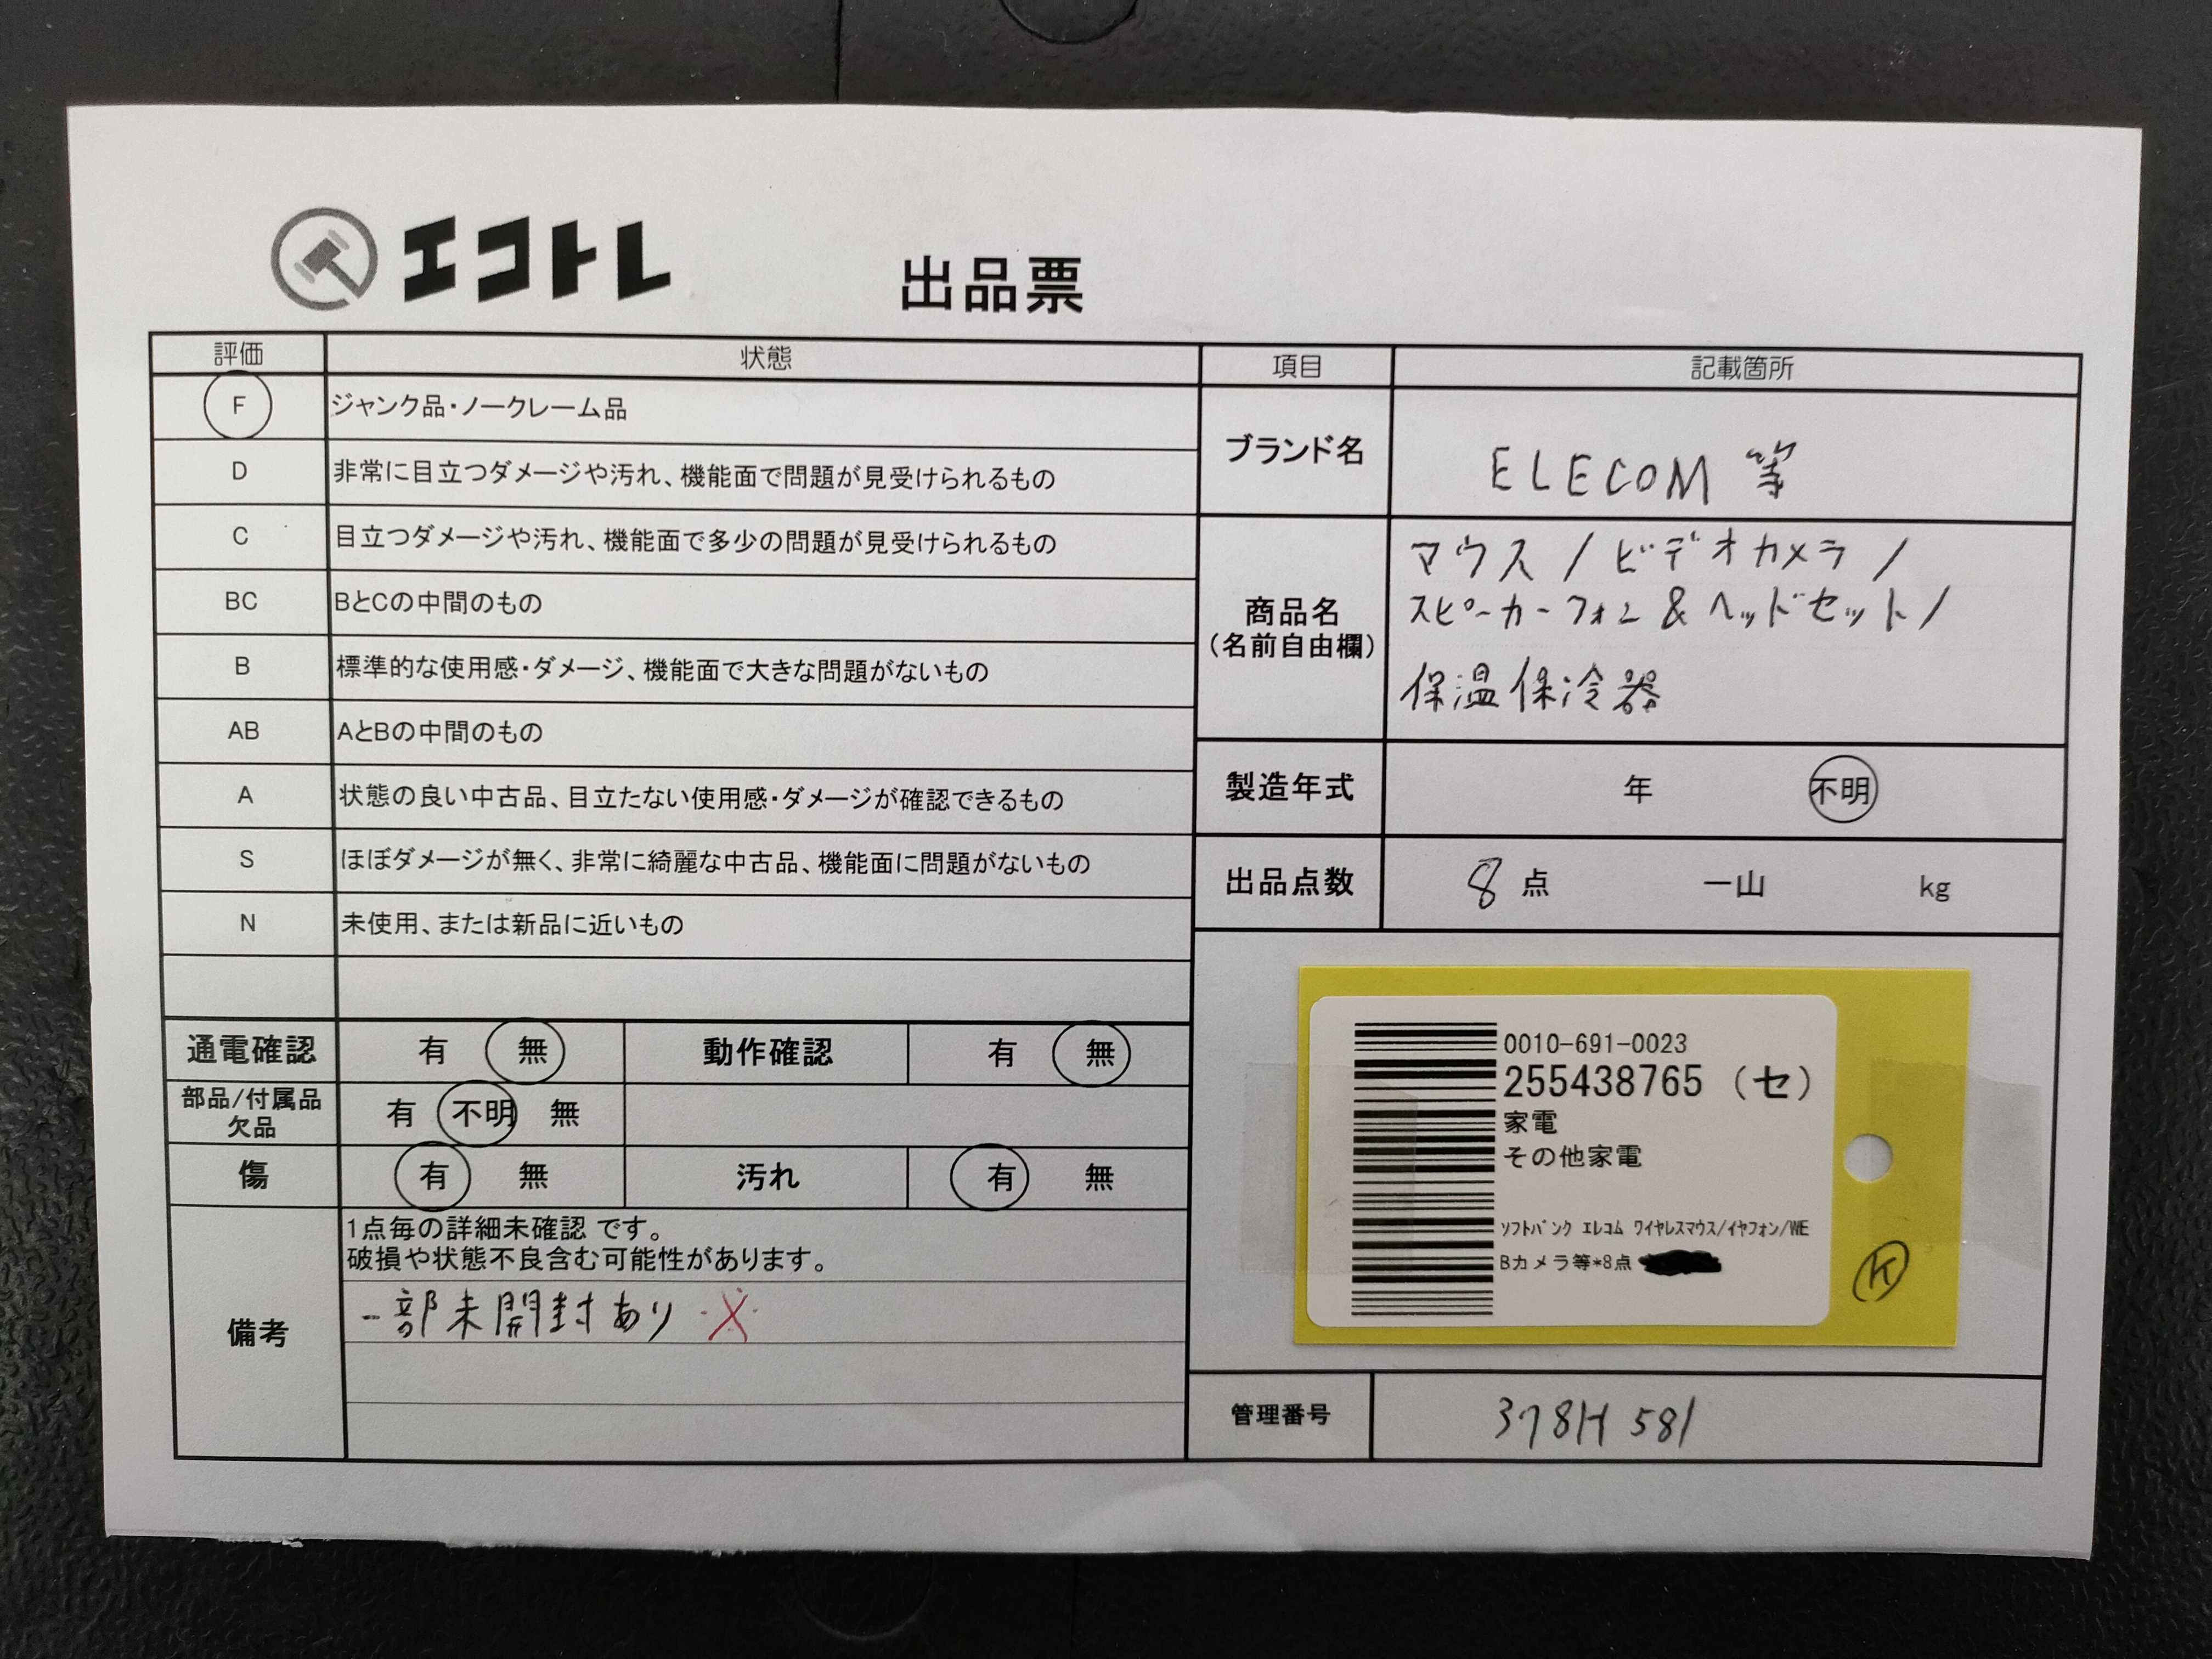 エコトレ
出品票
評価 状態
F ジャンク品・ノークレーム品
D 非常に目立つダメージや汚れ、機能面で問題が見受けられるもの
C 目立つダメージや汚れ、機能面で多少の問題が見受けられるもの
BC BとCの中間のもの
B 標準的な使用感・ダメージ、機能面で大きな問題がないもの
AB AとBの中間のもの
A 状態の良い中古品、目立たない使用感・ダメージが確認できるもの
S ほぼダメージが無く、非常に綺麗な中古品、機能面に問題がないもの
N 未使用、または新品に近いもの
通電確認 有 無 動作確認 有 無
部品/付属品
欠品
有 不明 無
傷 有 無 汚れ 有 無
備考
1点毎の詳細未確認 です。
破損や状態不良含む可能性があります。
一部未開封あり
項目 記載箇所
ブランド名 ELECOM 等
商品名
(名前自由欄)
マウス / ビデオカメラ /
スピーカーフォン & ヘッドセット /
保温保冷器
製造年式 年 不明
出品点数 8 点 一山 kg
0010-691-0023
255438765 (セ)
家電
その他家電
ソフトバンク エレコム ワイヤレスマウス/イヤフォン/WE
Bカメラ等*8点
K
管理番号 378H 581